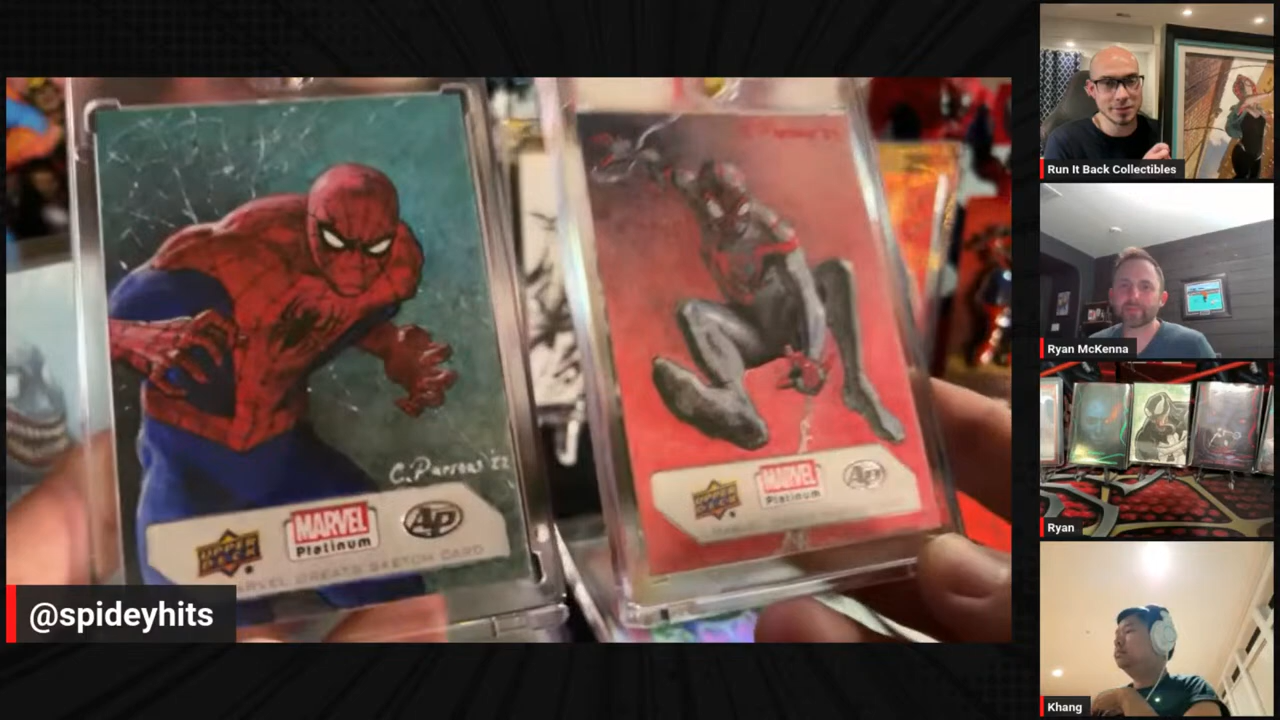 C. Parrous '22
UPPER DECK
MARVEL
Platinum
AP
MARVEL GREATS SKETCH CARD
UPPER DECK
MARVEL
Platinum
AP
@spideyhits
Run It Back Collectibles
Ryan McKenna
Ryan
Khang